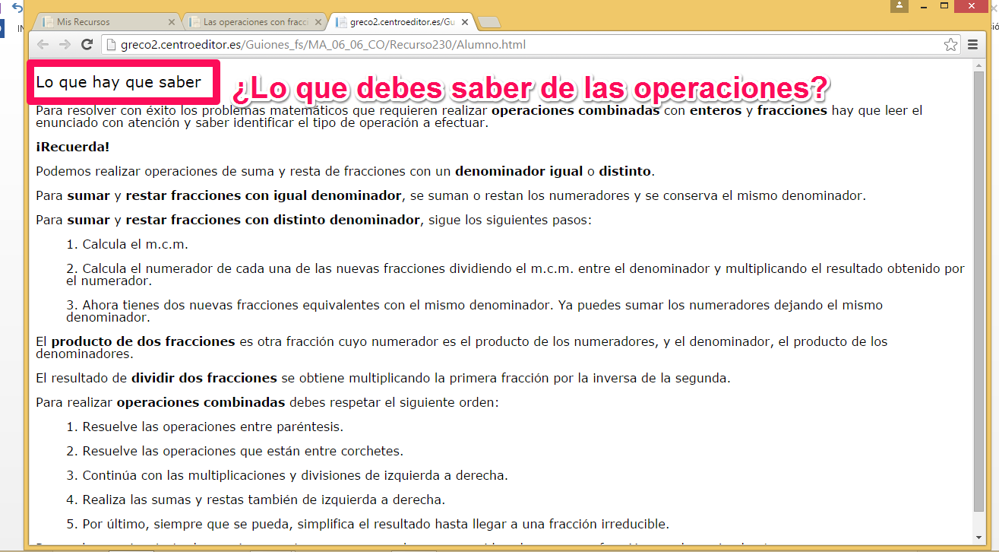 Mis Recursos
Las operaciones con fracci
greco2.centroeditor.es/Gu
greco2.centroeditor.es/Guiones_fs/MA_06_06_CO/Recurso230/Alumno.html
Lo que hay que saber
¿Lo que debes saber de las operaciones?
Para resolver con éxito los problemas matemáticos que requieren realizar operaciones combinadas con enteros y fracciones hay que leer el
enunciado con atención y saber identificar el tipo de operación a efectuar.
¡Recuerda!
Podemos realizar operaciones de suma y resta de fracciones con un denominador igual o distinto.
Para sumar y restar fracciones con igual denominador, se suman o restan los numeradores y se conserva el mismo denominador.
Para sumar y restar fracciones con distinto denominador, sigue los siguientes pasos:
1. Calcula el m.c.m.
2. Calcula el numerador de cada una de las nuevas fracciones dividiendo el m.c.m. entre el denominador y multiplicando el resultado obtenido por
el numerador.
3. Ahora tienes dos nuevas fracciones equivalentes con el mismo denominador. Ya puedes sumar los numeradores dejando el mismo
denominador.
El producto de dos fracciones es otra fracción cuyo numerador es el producto de los numeradores, y el denominador, el producto de los
denominadores.
El resultado de dividir dos fracciones se obtiene multiplicando la primera fracción por la inversa de la segunda.
Para realizar operaciones combinadas debes respetar el siguiente orden:
1. Resuelve las operaciones entre paréntesis.
2. Resuelve las operaciones que están entre corchetes.
3. Continúa con las multiplicaciones y divisiones de izquierda a derecha.
4. Realiza las sumas y restas también de izquierda a derecha.
5. Por último, siempre que se pueda, simplifica el resultado hasta llegar a una fracción irreducible.